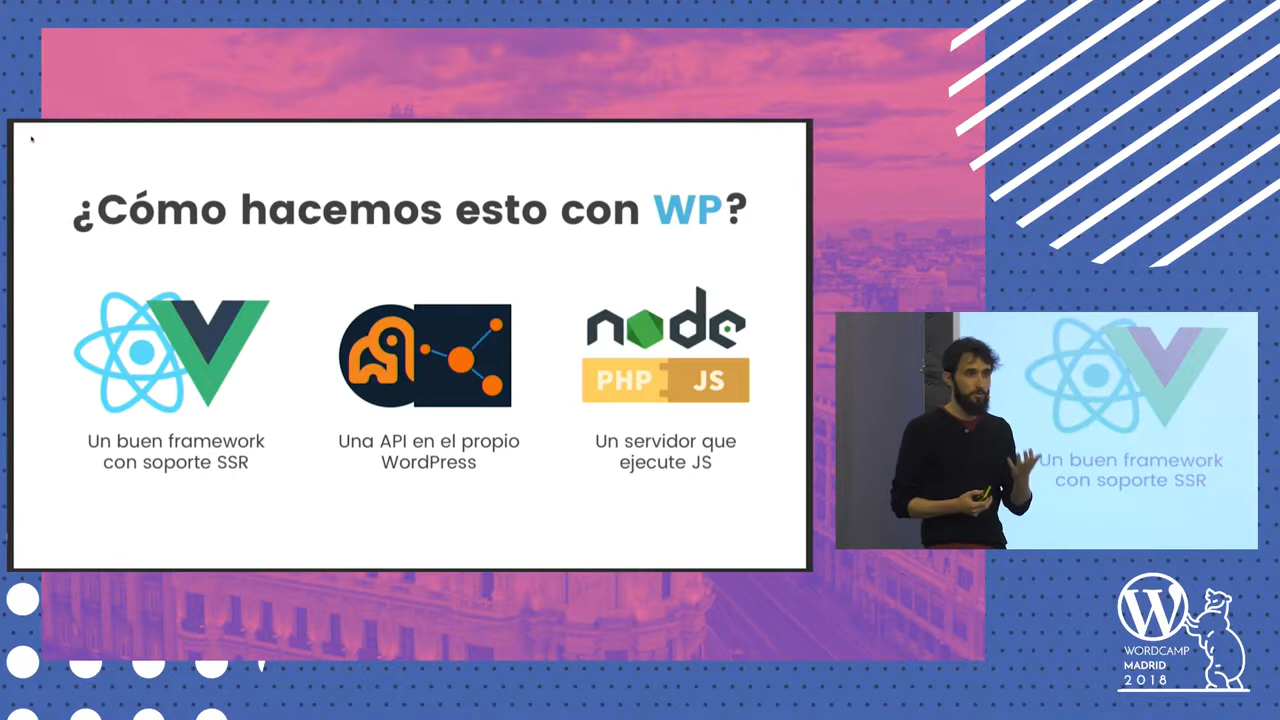 ¿Cómo hacemos esto con WP?
node
PHP JS
Un buen framework
con soporte SSR
Una API en el propio
WordPress
Un servidor que
ejecute JS
Un buen framework
con soporte SSR
W
WORDCAMP
MADRID
2018